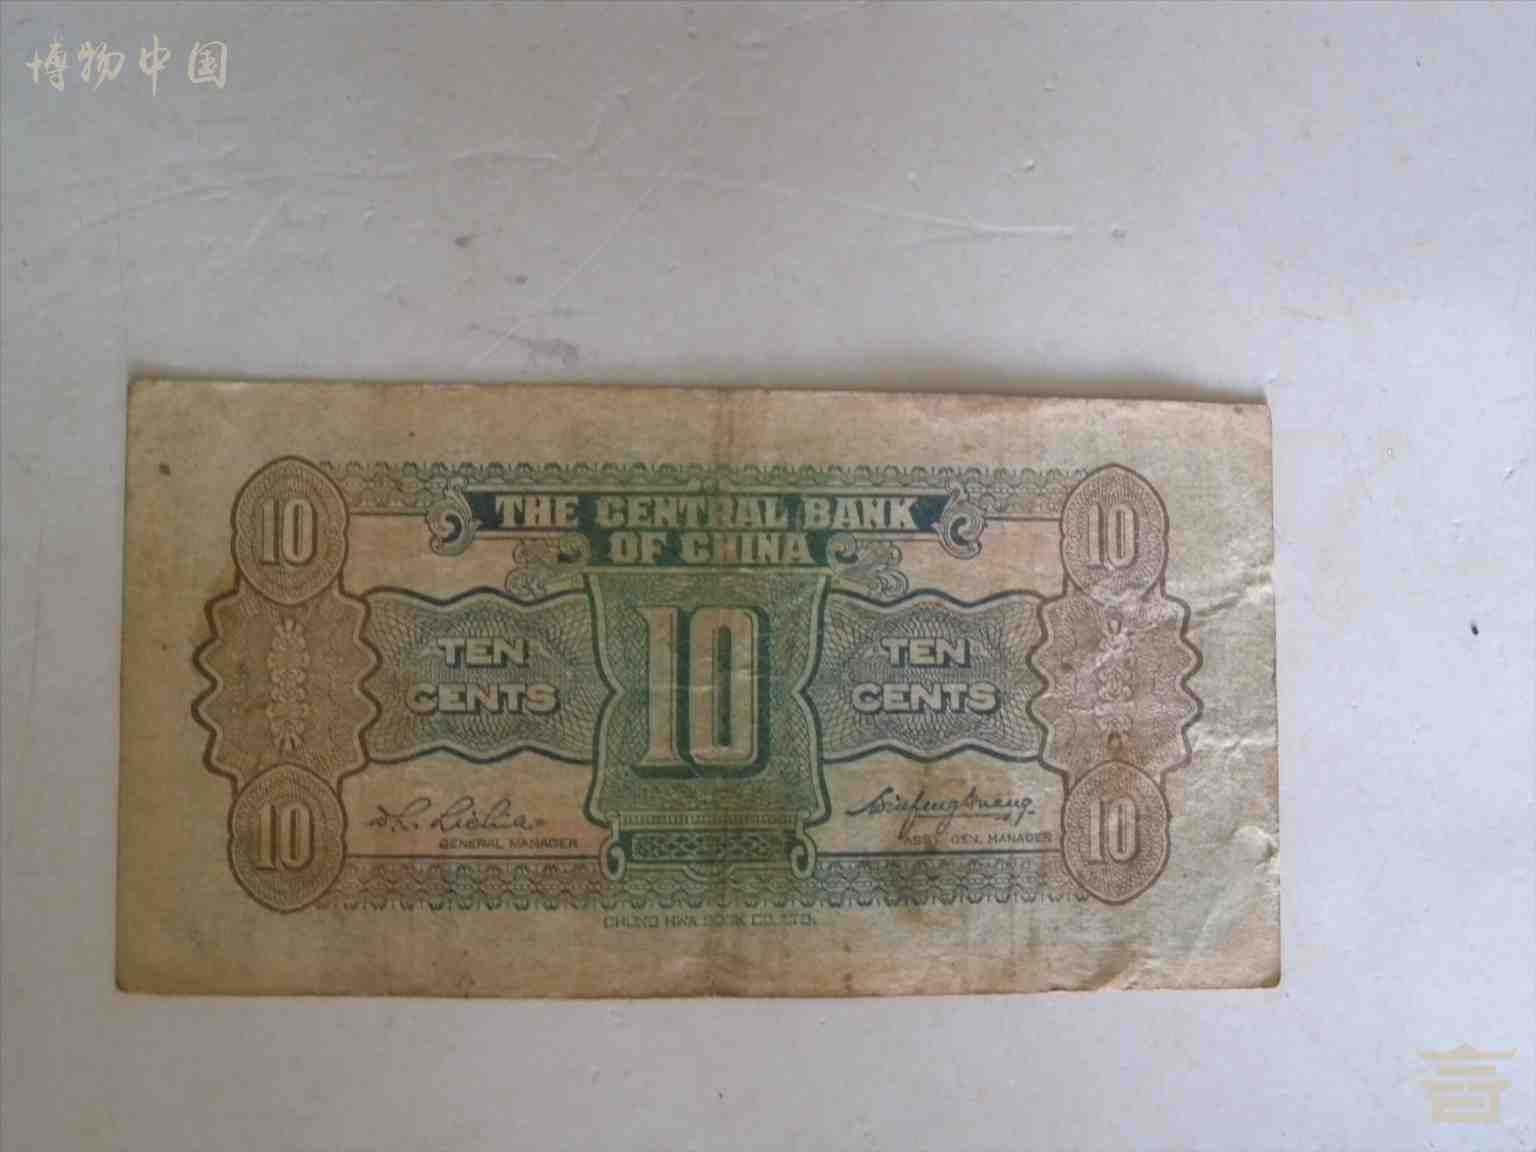 博物中国
THE CENTRAL BANK
OF CHINA
10
10
10
TEN
CENTS
TEN
CENTS
GENERAL MANAGER
ASST. GEN. MANAGER
10
10
CHUNG HWA BOOK CO. LTD.